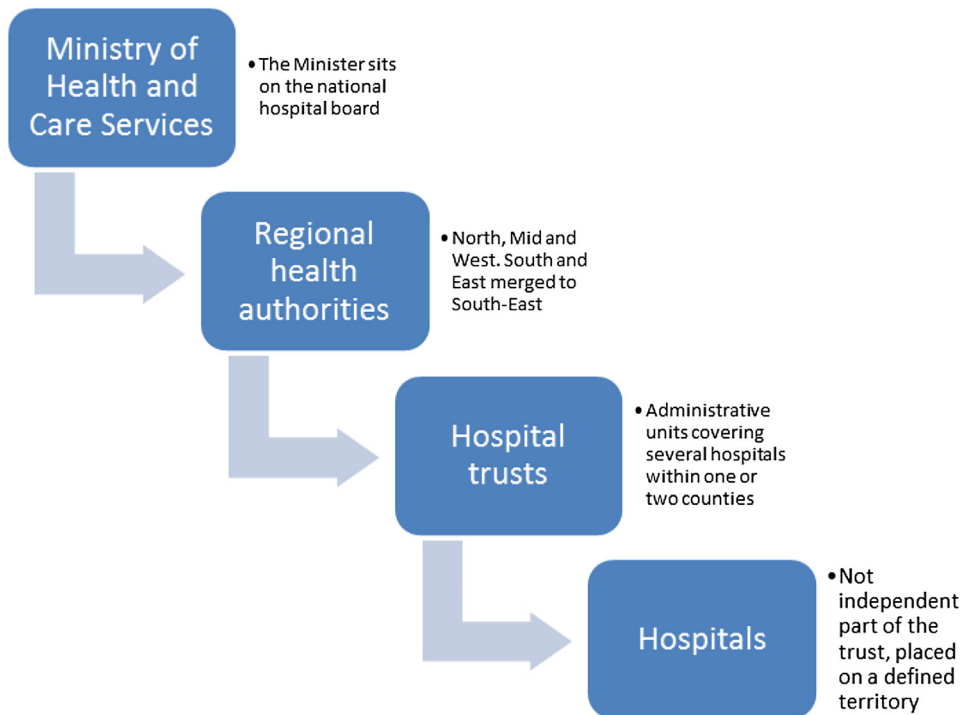 Ministry of
Health and
Care Services
•The Minister sits
on the national
hospital board
Regional
health
authorities
•North, Mid and
West. South and
East merged to
South-East
Hospital
trusts
•Administrative
units covering
several hospitals
within one or
two counties
Hospitals
•Not
independent
part of the
trust, placed
on a defined
territory